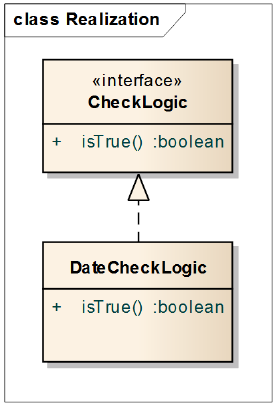 class Realization
«interface»
CheckLogic
+ isTrue() :boolean
DateCheckLogic
+ isTrue() :boolean